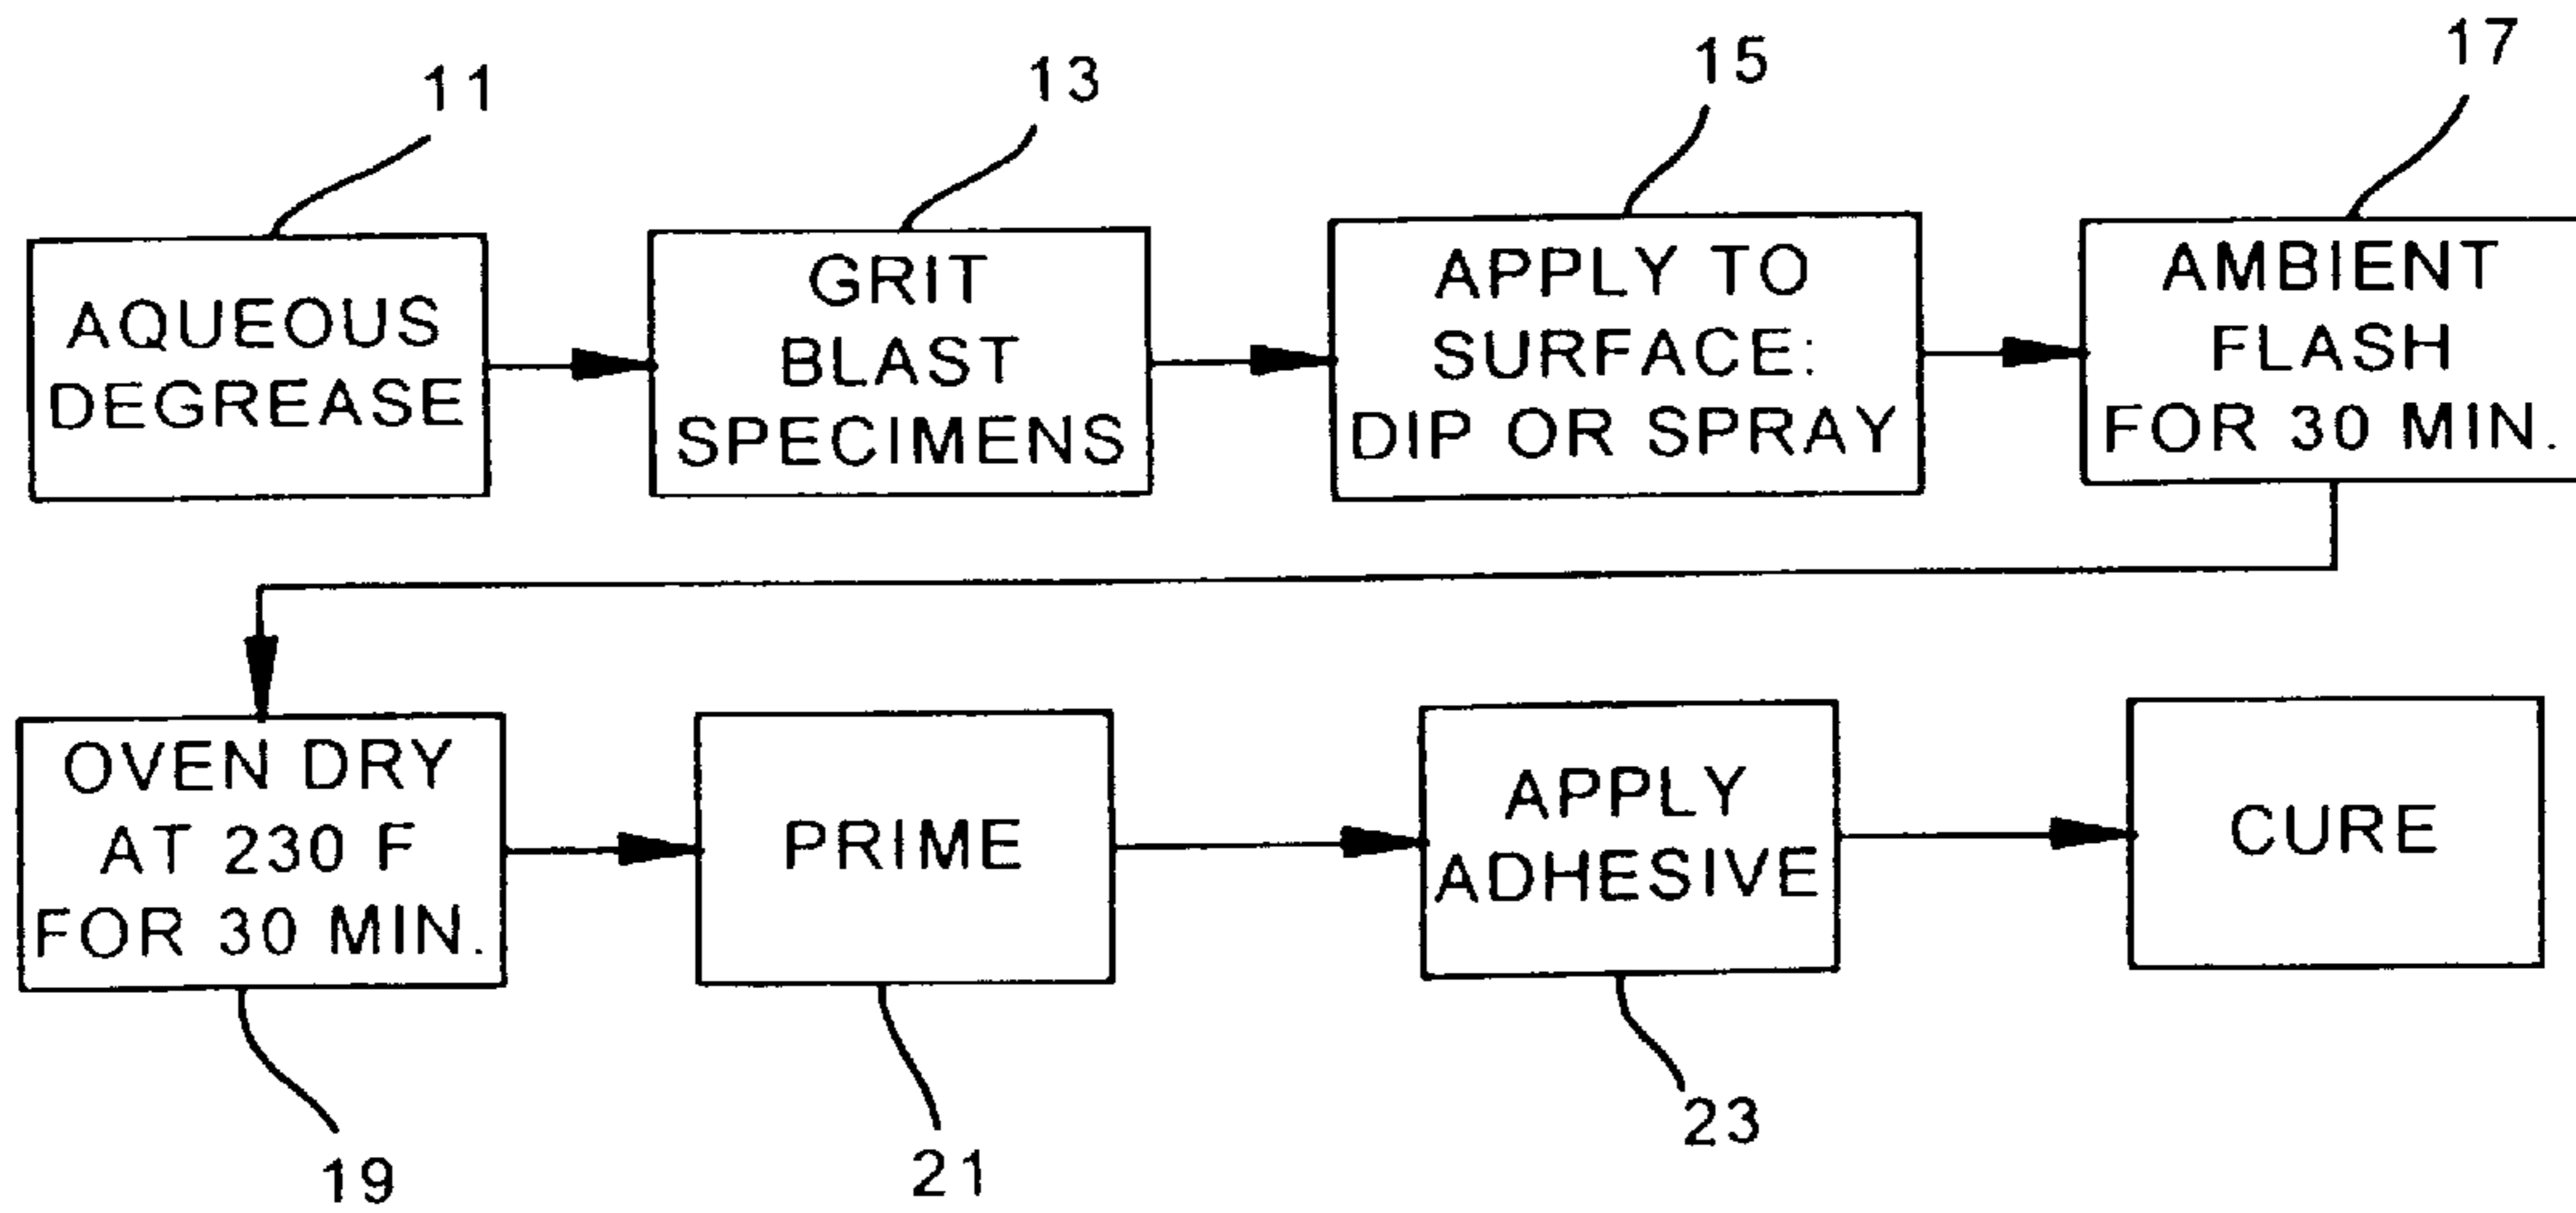 11
13
15
17
AQUEOUS
DEGREASE
GRIT
BLAST
SPECIMENS
APPLY TO
SURFACE:
DIP OR SPRAY
AMBIENT
FLASH
FOR 30 MIN.
OVEN DRY
AT 230 F
FOR 30 MIN.
PRIME
APPLY
ADHESIVE
CURE
19
21
23